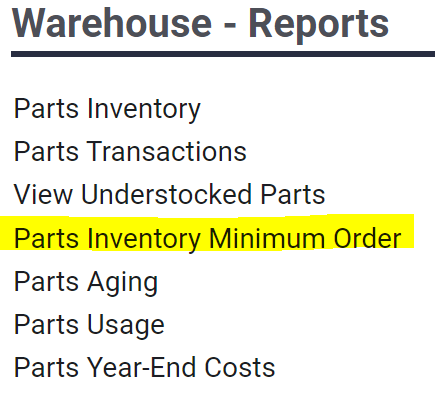 Warehouse - Reports
Parts Inventory
Parts Transactions
View Understocked Parts
Parts Inventory Minimum Order
Parts Aging
Parts Usage
Parts Year-End Costs